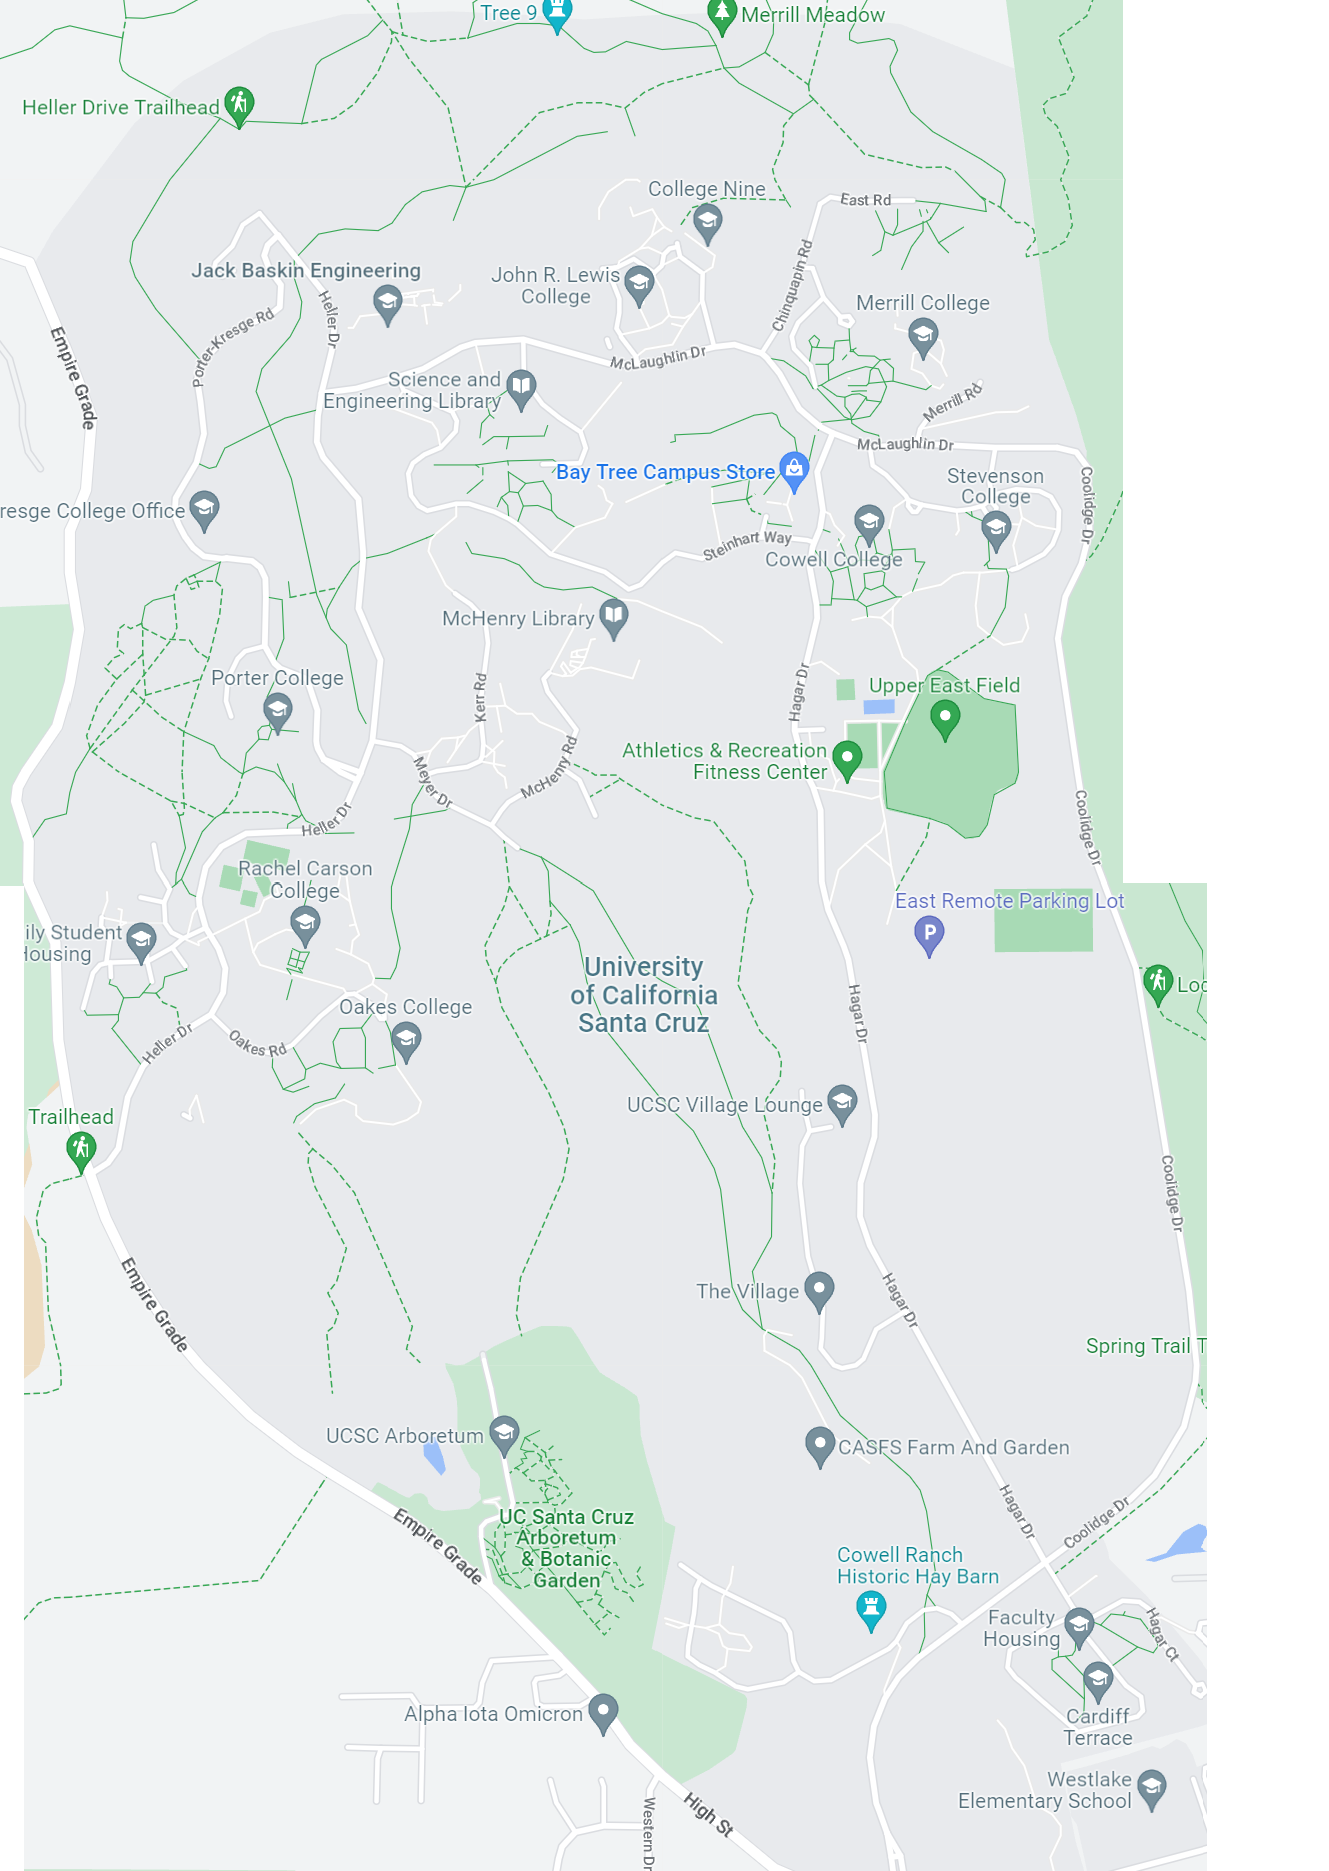 Tree 9
Merrill Meadow
Heller Drive Trailhead
College Nine
East Rd
Jack Baskin Engineering
John R. Lewis
College
Chinquapin Rd
Merrill College
Heller Dr
Porter-Kresge Rd
Empire Grade
McLaughlin Dr
Science and
Engineering Library
Merrill Rd
McLaughlin Dr
Bay Tree Campus Store
Stevenson
College
Coolidge Dr
resge College Office
Steinhart Way
Cowell College
McHenry Library
Porter College
Kerr Rd
Hagar Dr
Upper East Field
Athletics & Recreation
Fitness Center
McHenry Rd
Meyer Dr
Heller Dr
Coolidge Dr
Rachel Carson
College
East Remote Parking Lot
ily Student
Housing
University
of California
Santa Cruz
Loc
Oakes College
Hagar Dr
Heller Dr
Oakes Rd
Trailhead
UCSC Village Lounge
Coolidge Dr
Empire Grade
The Village
Hagar Dr
Spring Trail T
UCSC Arboretum
CASFS Farm And Garden
Empire Grade
UC Santa Cruz
Arboretum
& Botanic
Garden
Hagar Dr
Coolidge Dr
Cowell Ranch
Historic Hay Barn
Faculty
Housing
Hagar Ct
Alpha Iota Omicron
Cardiff
Terrace
Westlake
Elementary School
Western Dr
High St